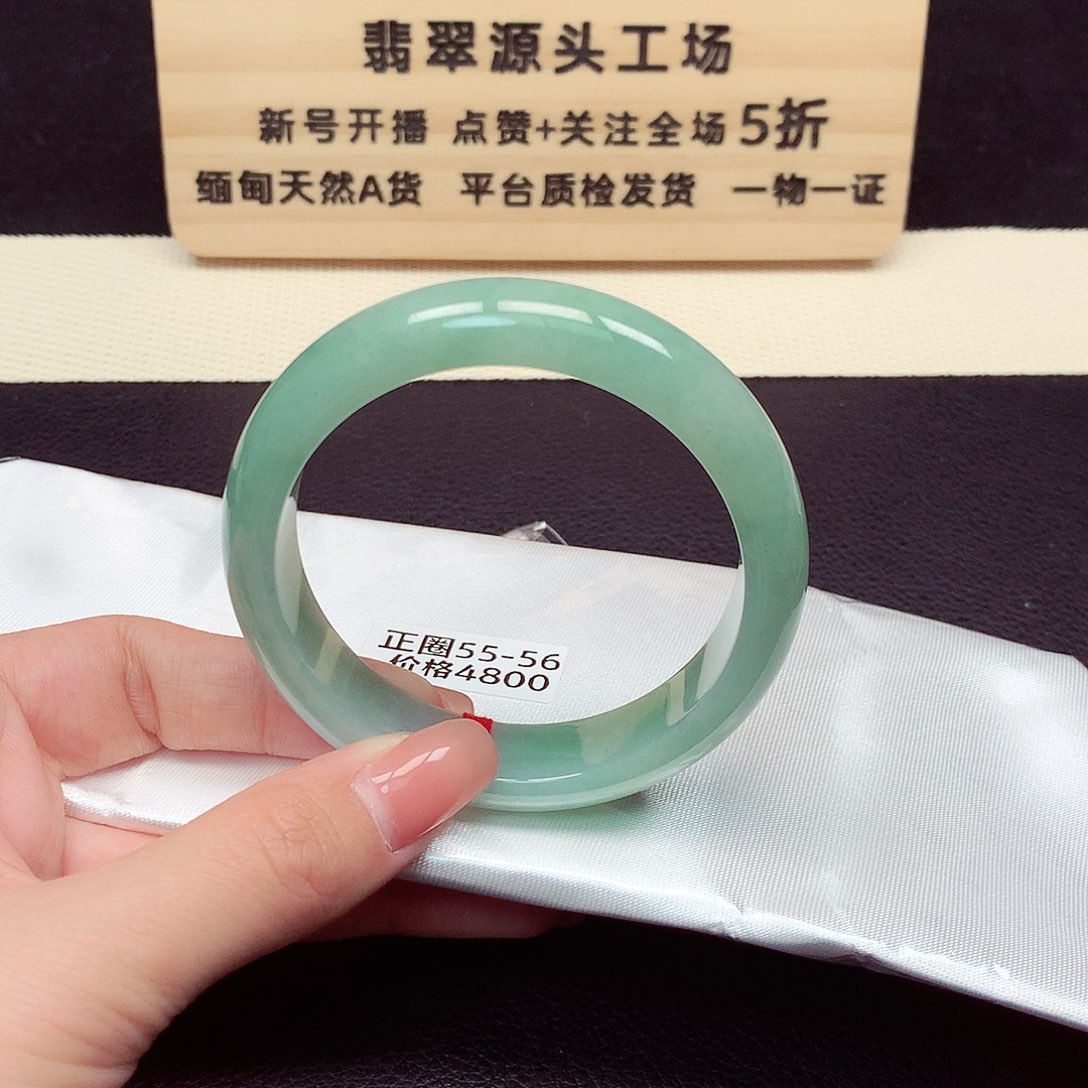 翡翠源头工场
新号开播 点赞+关注全场5折
缅甸天然A货 平台质检发货 一物一证
正圈55-56
价格4800